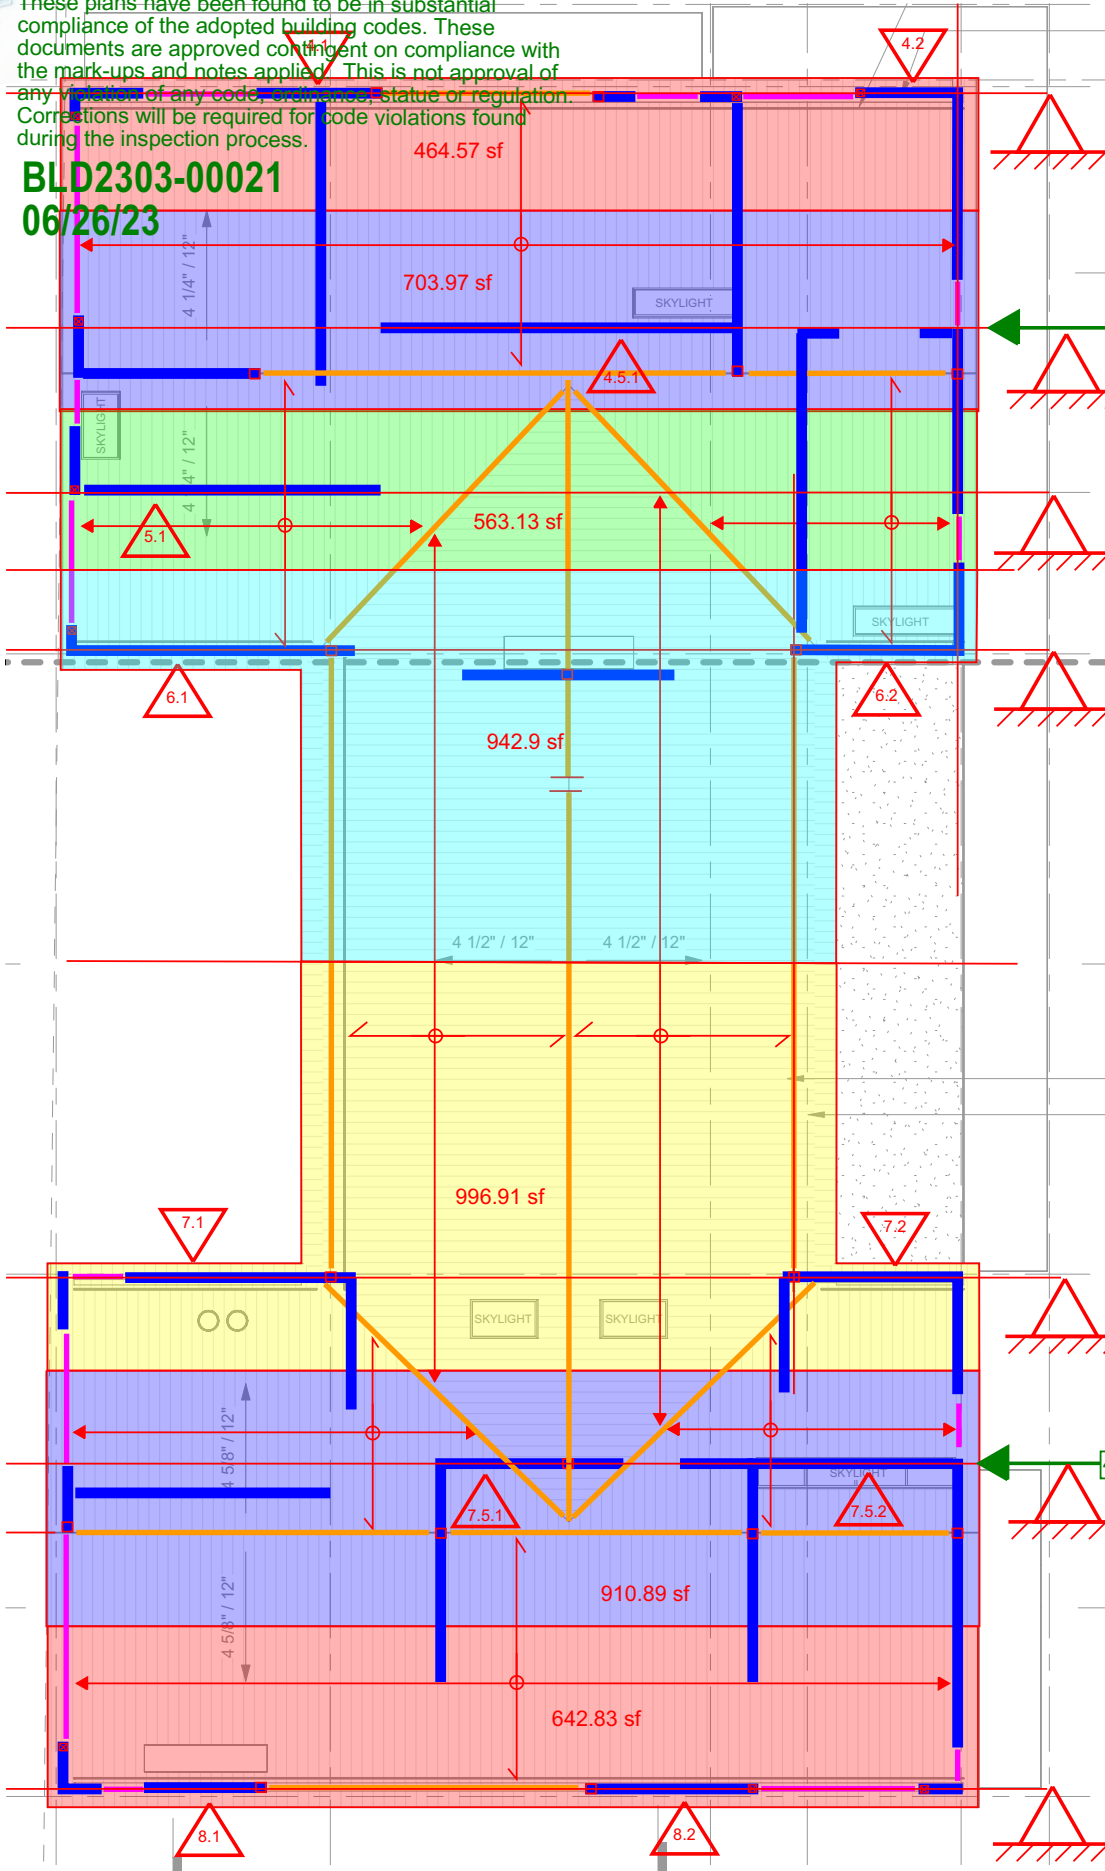 These plans have been found to be in substantial
compliance of the adopted building codes. These
documents are approved contingent on compliance with
the mark-ups and notes applied. This is not approval of
any violation of any code, ordinance, statue or regulation.
Corrections will be required for code violations found
during the inspection process.
BLD2303-00021
06/26/23
4.1
4.2
464.57 sf
4 1/4" / 12"
703.97 sf
SKYLIGHT
4.5.1
SKYLIGHT
4"/ 12"
563.13 sf
5.1
SKYLIGHT
6.1
6.2
942.9 sf
4 1/2" / 12"
4 1/2" / 12"
996.91 sf
7.1
7.2
SKYLIGHT
SKYLIGHT
4 5/8" / 12"
SKYLIGHT
7.5.1
7.5.2
910.89 sf
4 5/8" / 12"
642.83 sf
8.1
8.2